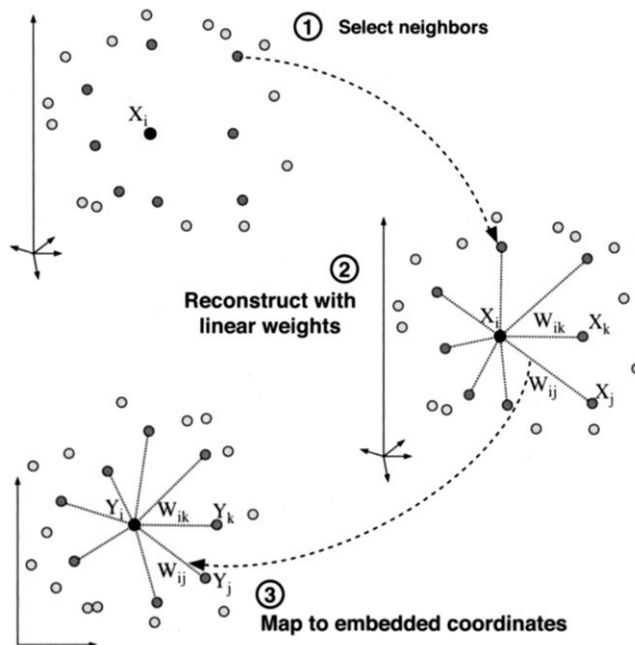 ① Select neighbors
X_i
②
Reconstruct with
linear weights
X_i
W_ik X_k
W_ij X_j
Y_i W_ik Y_k
W_ij Y_j
③
Map to embedded coordinates